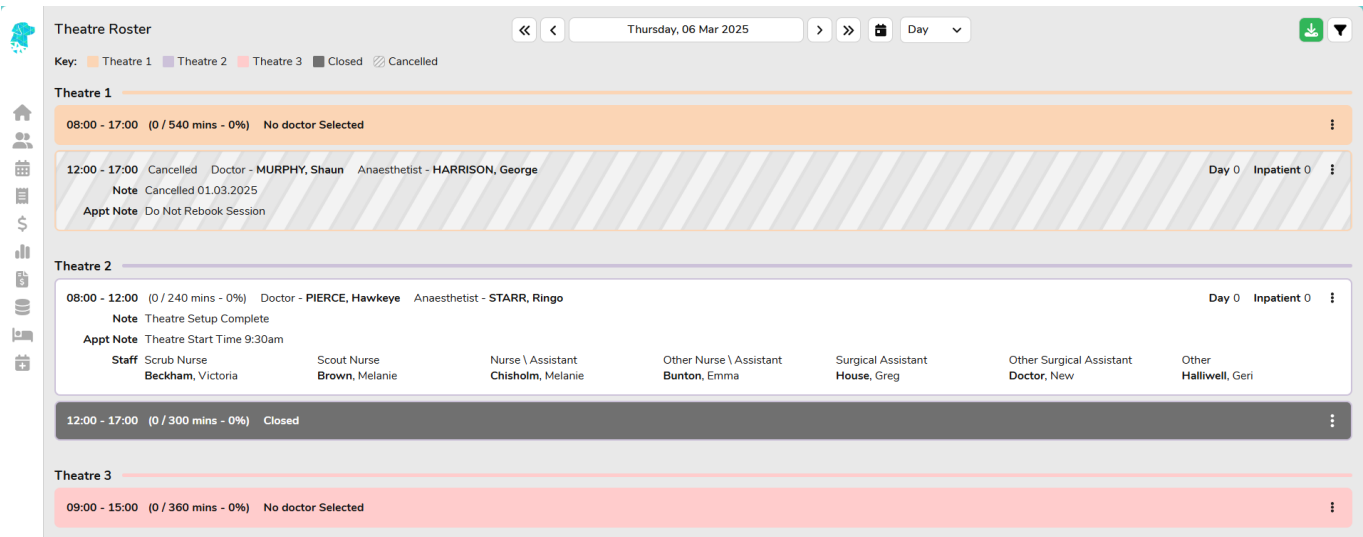 Theatre Roster
Thursday, 06 Mar 2025
Day
Key: Theatre 1 Theatre 2 Theatre 3 Closed Cancelled
Theatre 1
08:00 - 17:00 (0 / 540 mins - 0%) No doctor Selected
12:00 - 17:00 Cancelled Doctor - MURPHY, Shaun Anaesthetist - HARRISON, George Day 0 Inpatient 0
Note Cancelled 01.03.2025
Appt Note Do Not Rebook Session
Theatre 2
08:00 - 12:00 (0 / 240 mins - 0%) Doctor - PIERCE, Hawkeye Anaesthetist - STARR, Ringo Day 0 Inpatient 0
Note Theatre Setup Complete
Appt Note Theatre Start Time 9:30am
Staff Scrub Nurse Scout Nurse Nurse \ Assistant Other Nurse \ Assistant Surgical Assistant Other Surgical Assistant Other
Beckham, Victoria Brown, Melanie Chisholm, Melanie Bunton, Emma House, Greg Doctor, New Halliwell, Geri
12:00 - 17:00 (0 / 300 mins - 0%) Closed
Theatre 3
09:00 - 15:00 (0 / 360 mins - 0%) No doctor Selected